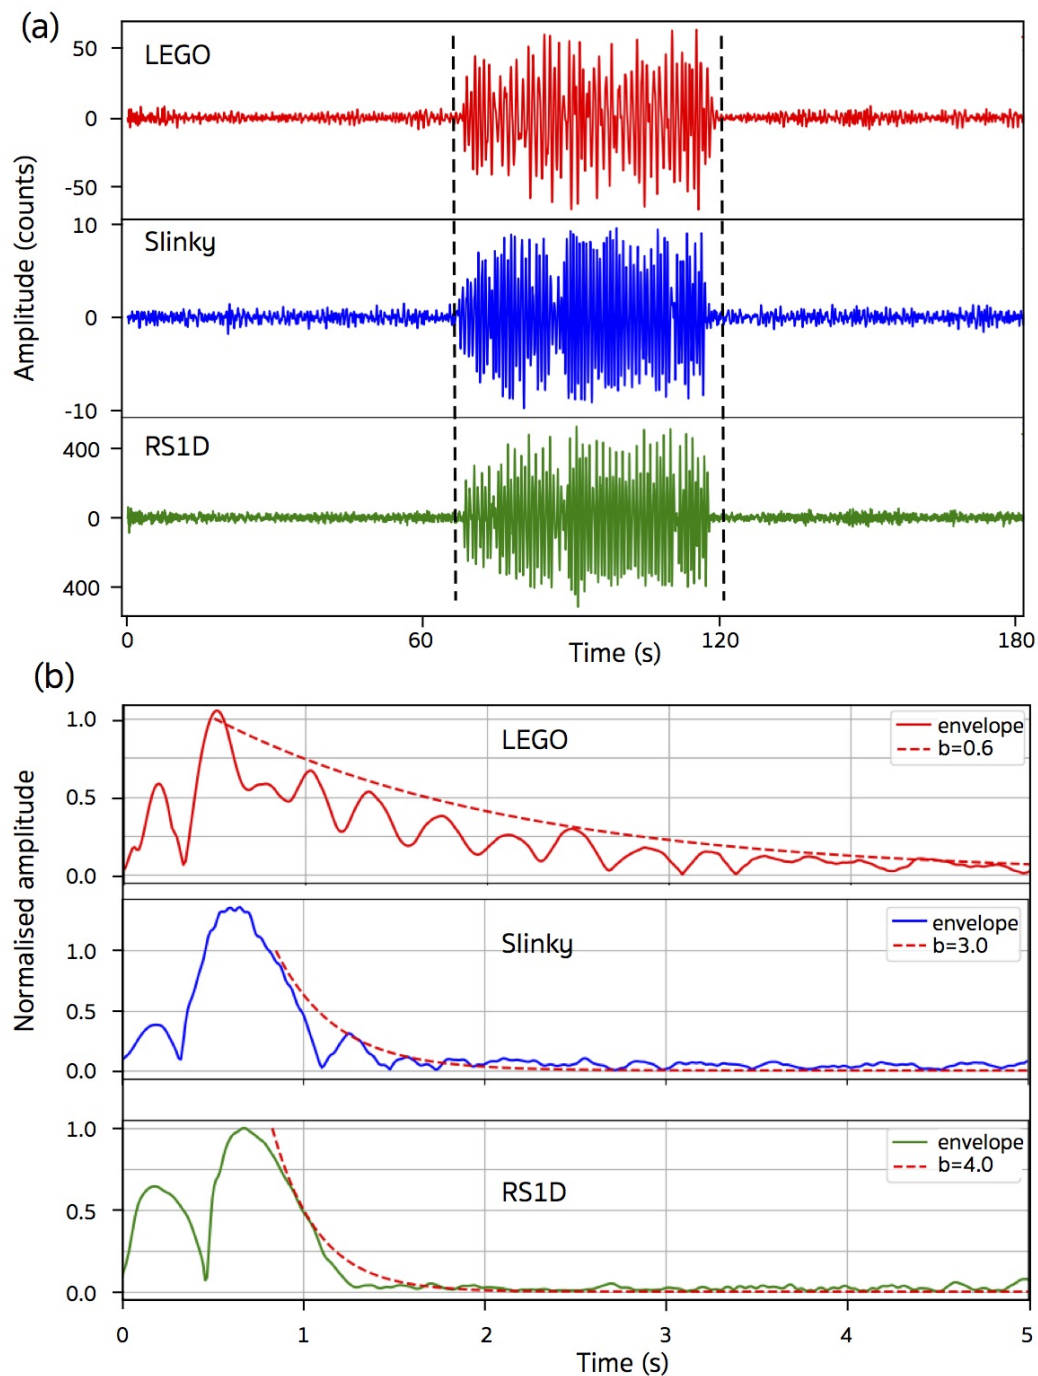 (a)
LEGO
50
0
-50
Amplitude (counts)
Slinky
10
0
-10
RS1D
400
0
400
0 60 120 180
Time (s)
(b)
Normalised amplitude
LEGO
envelope
b=0.6
1.0
0.5
0.0
Slinky
envelope
b=3.0
1.0
0.5
0.0
RS1D
envelope
b=4.0
1.0
0.5
0.0
0 1 2 3 4 5
Time (s)